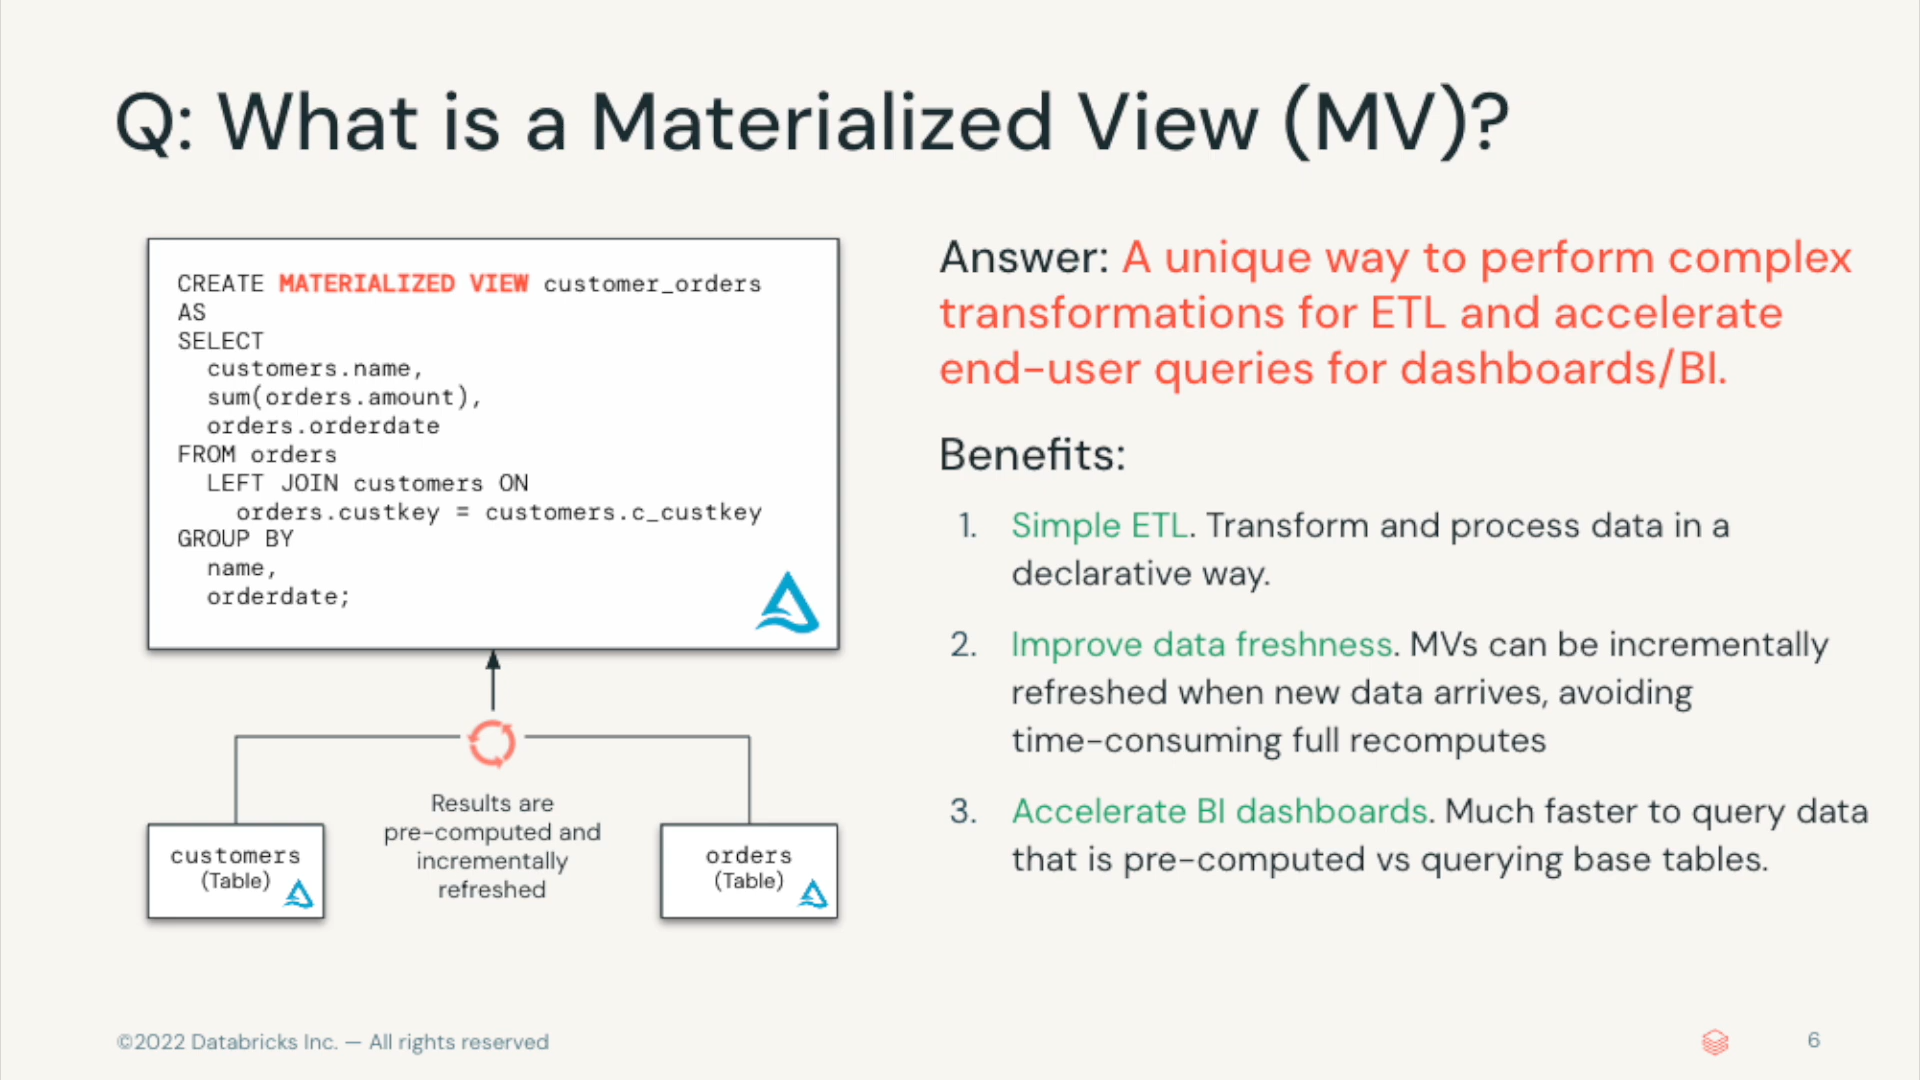 Q: What is a Materialized View (MV)?
CREATE MATERIALIZED VIEW customer_orders
AS
SELECT
customers.name,
sum(orders.amount),
orders.orderdate
FROM orders
LEFT JOIN customers ON
orders.custkey = customers.c_custkey
GROUP BY
name,
orderdate;
customers
(Table)
Results are
pre-computed and
incrementally
refreshed
orders
(Table)
Answer: A unique way to perform complex
transformations for ETL and accelerate
end-user queries for dashboards/BI.
Benefits:
1. Simple ETL. Transform and process data in a
declarative way.
2. Improve data freshness. MVs can be incrementally
refreshed when new data arrives, avoiding
time-consuming full recomputes
3. Accelerate BI dashboards. Much faster to query data
that is pre-computed vs querying base tables.
©2022 Databricks Inc. — All rights reserved
6